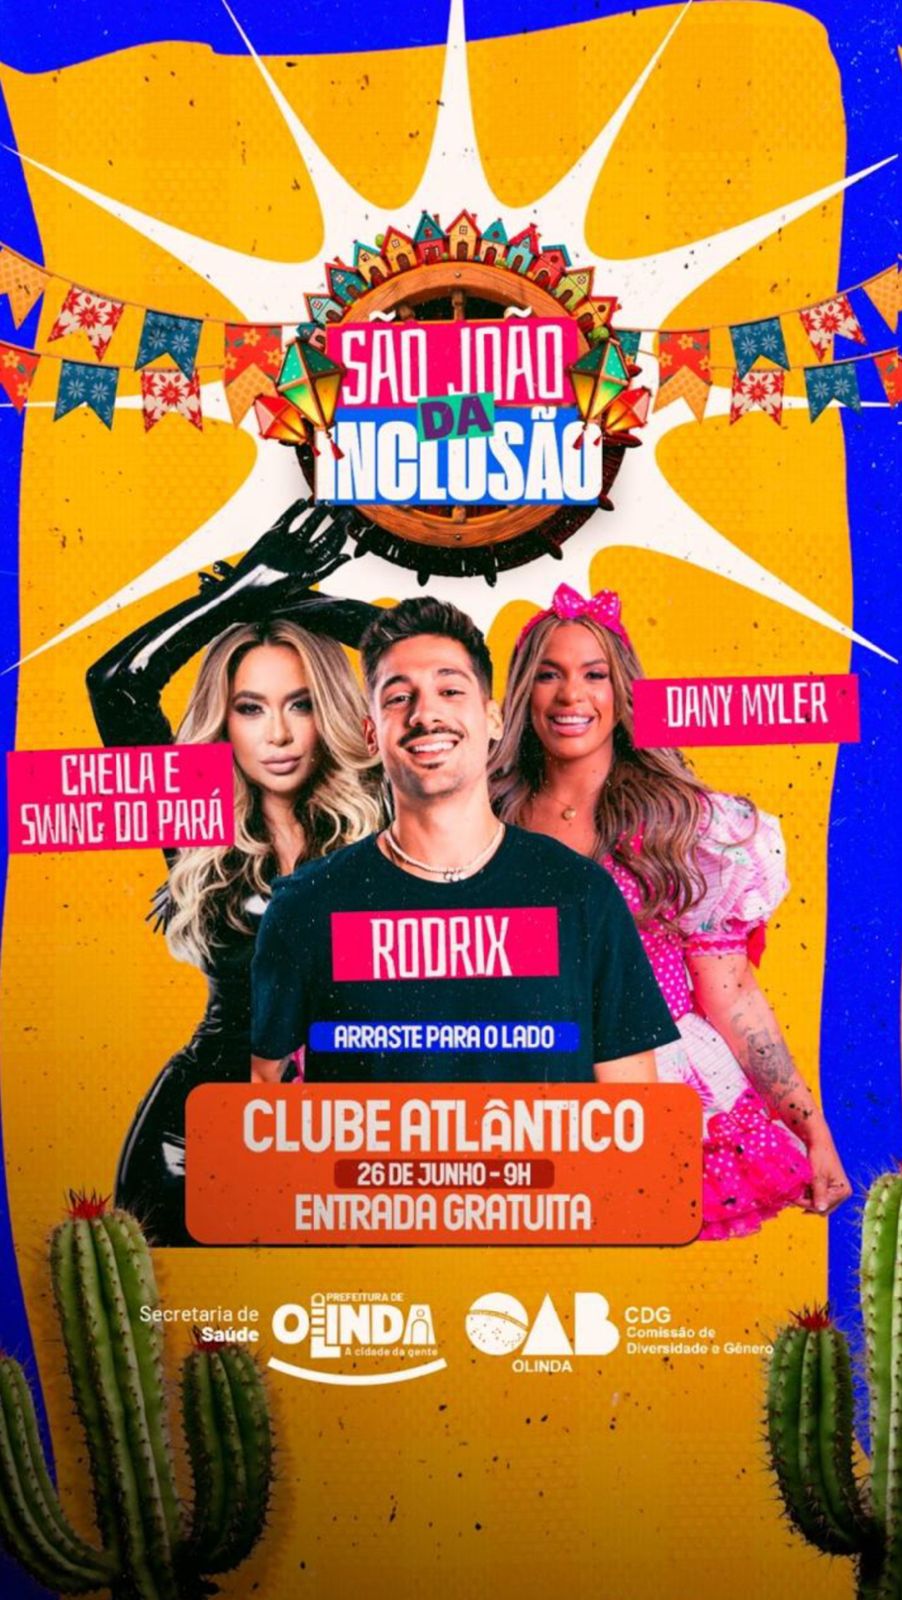 SÃO JOÃO
DA
INCLUSÃO
DANY MYLER
CHEILA E
SWING DO PARÁ
RODRIX
ARRASTE PARA O LADO
CLUBE ATLÂNTICO
26 DE JUNHO - 9H
ENTRADA GRATUITA
Secretaria de
Saúde
PREFEITURA DE
OLINDA
A cidade da gente
OAB
OLINDA
CDG
Comissão de
Diversidade e Gênero